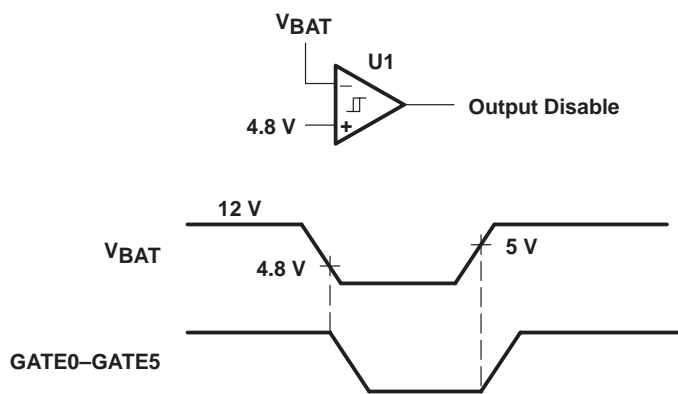 VBAT
U1
−
4.8 V
+
Output Disable
12 V
VBAT
4.8 V
5 V
GATE0–GATE5